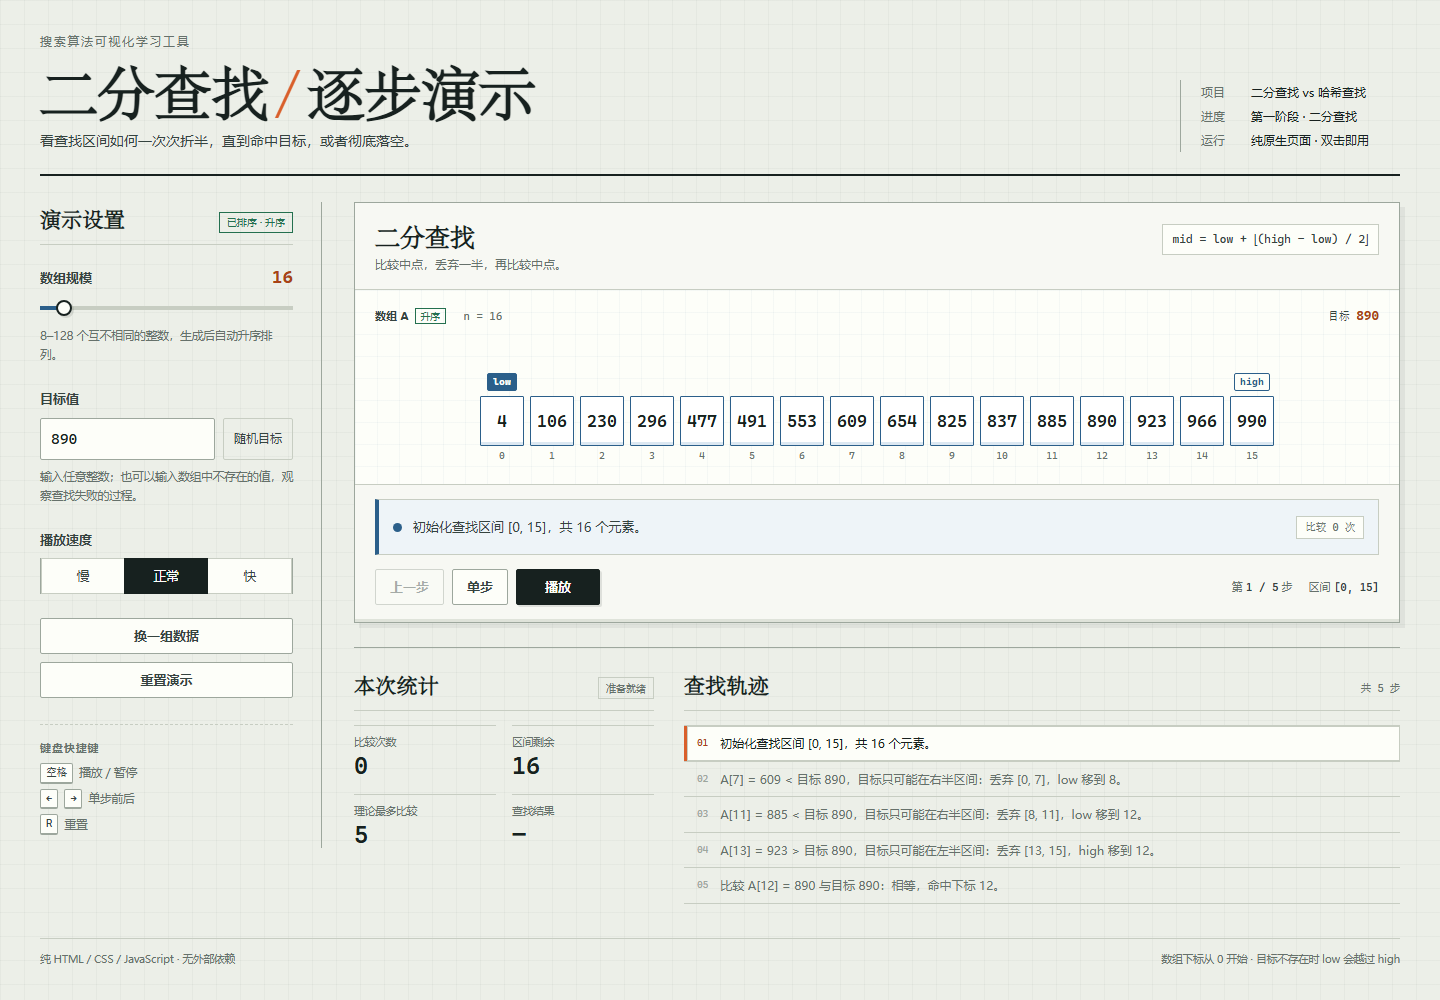 搜索算法可视化学习工具
二分查找 / 逐步演示
看查找区间如何一次次折半，直到命中目标，或者彻底落空。
项目 二分查找 vs 哈希查找
进度 第一阶段 · 二分查找
运行 纯原生页面 · 双击即用
演示设置 已排序 · 升序
数组规模 16
8–128 个互不相同的整数，生成后自动升序排
列。
目标值
890 随机目标
输入任意整数；也可以输入数组中不存在的值，观
察查找失败的过程。
播放速度
慢 正常 快
换一组数据
重置演示
键盘快捷键
空格 播放 / 暂停
← → 单步前后
R 重置
二分查找
比较中点，丢弃一半，再比较中点。
mid = low + ⌊(high − low) / 2⌋
数组 A 升序 n = 16 目标 890
low high
4 106 230 296 477 491 553 609 654 825 837 885 890 923 966 990
0 1 2 3 4 5 6 7 8 9 10 11 12 13 14 15
初始化查找区间 [0, 15]，共 16 个元素。 比较 0 次
上一步 单步 播放 第 1 / 5 步 区间 [0, 15]
本次统计 准备就绪
比较次数 区间剩余
0 16
理论最多比较 查找结果
5 —
查找轨迹 共 5 步
01 初始化查找区间 [0, 15]，共 16 个元素。
02 A[7] = 609 < 目标 890，目标只可能在右半区间：丢弃 [0, 7]，low 移到 8。
03 A[11] = 885 < 目标 890，目标只可能在右半区间：丢弃 [8, 11]，low 移到 12。
04 A[13] = 923 > 目标 890，目标只可能在左半区间：丢弃 [13, 15]，high 移到 12。
05 比较 A[12] = 890 与目标 890：相等，命中下标 12。
纯 HTML / CSS / JavaScript · 无外部依赖
数组下标从 0 开始 · 目标不存在时 low 会越过 high